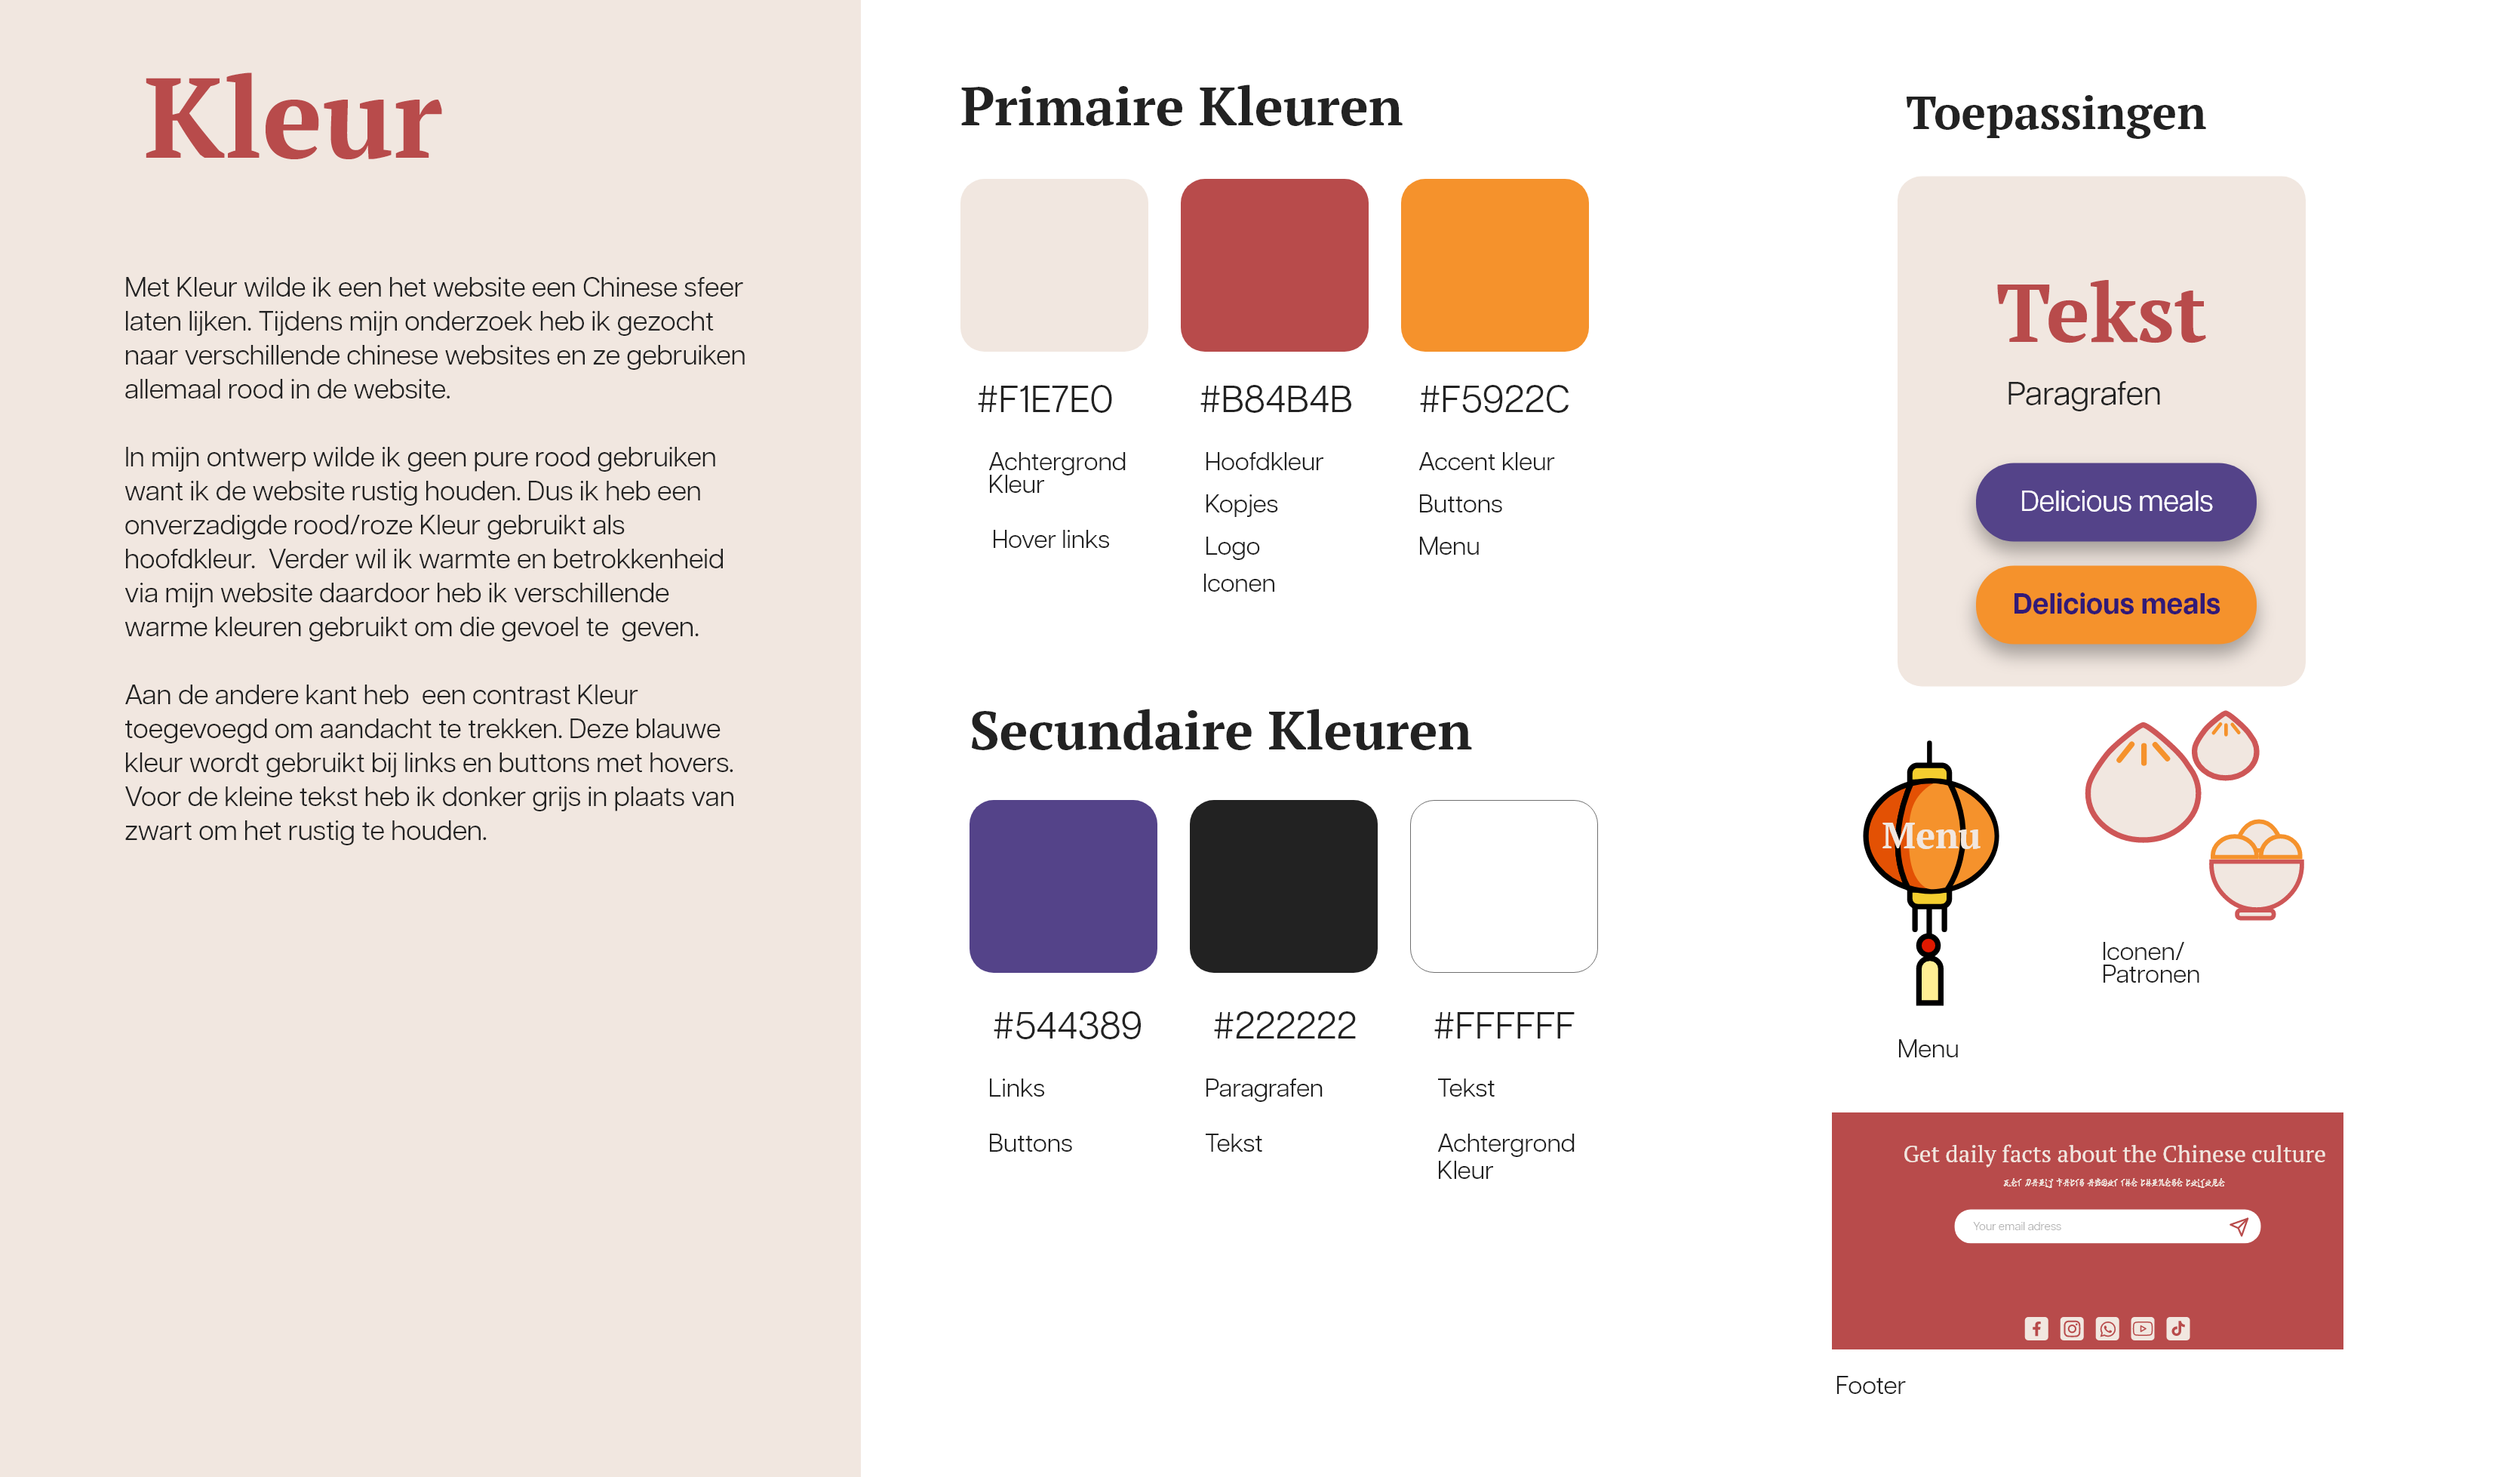 Kleur
Met Kleur wilde ik een het website een Chinese sfeer
laten lijken. Tijdens mijn onderzoek heb ik gezocht
naar verschillende chinese websites en ze gebruiken
allemaal rood in de website.
In mijn ontwerp wilde ik geen pure rood gebruiken
want ik de website rustig houden. Dus ik heb een
onverzadigde rood/roze Kleur gebruikt als
hoofdkleur.  Verder wil ik warmte en betrokkenheid
via mijn website daardoor heb ik verschillende
warme kleuren gebruikt om die gevoel te  geven.
Aan de andere kant heb  een contrast Kleur
toegevoegd om aandacht te trekken. Deze blauwe
kleur wordt gebruikt bij links en buttons met hovers.
Voor de kleine tekst heb ik donker grijs in plaats van
zwart om het rustig te houden.
Primaire Kleuren
#F1E7E0
Achtergrond
Kleur
Hover links
#B84B4B
Hoofdkleur
Kopjes
Logo
Iconen
#F5922C
Accent kleur
Buttons
Menu
Secundaire Kleuren
#544389
Links
Buttons
#222222
Paragrafen
Tekst
#FFFFFF
Tekst
Achtergrond
Kleur
Toepassingen
Tekst
Paragrafen
Delicious meals
Delicious meals
Menu
Menu
Iconen/
Patronen
Get daily facts about the Chinese culture
GET DAILY FACTS ABOUT THE CHINESE CULTURE
Your email adress
Footer